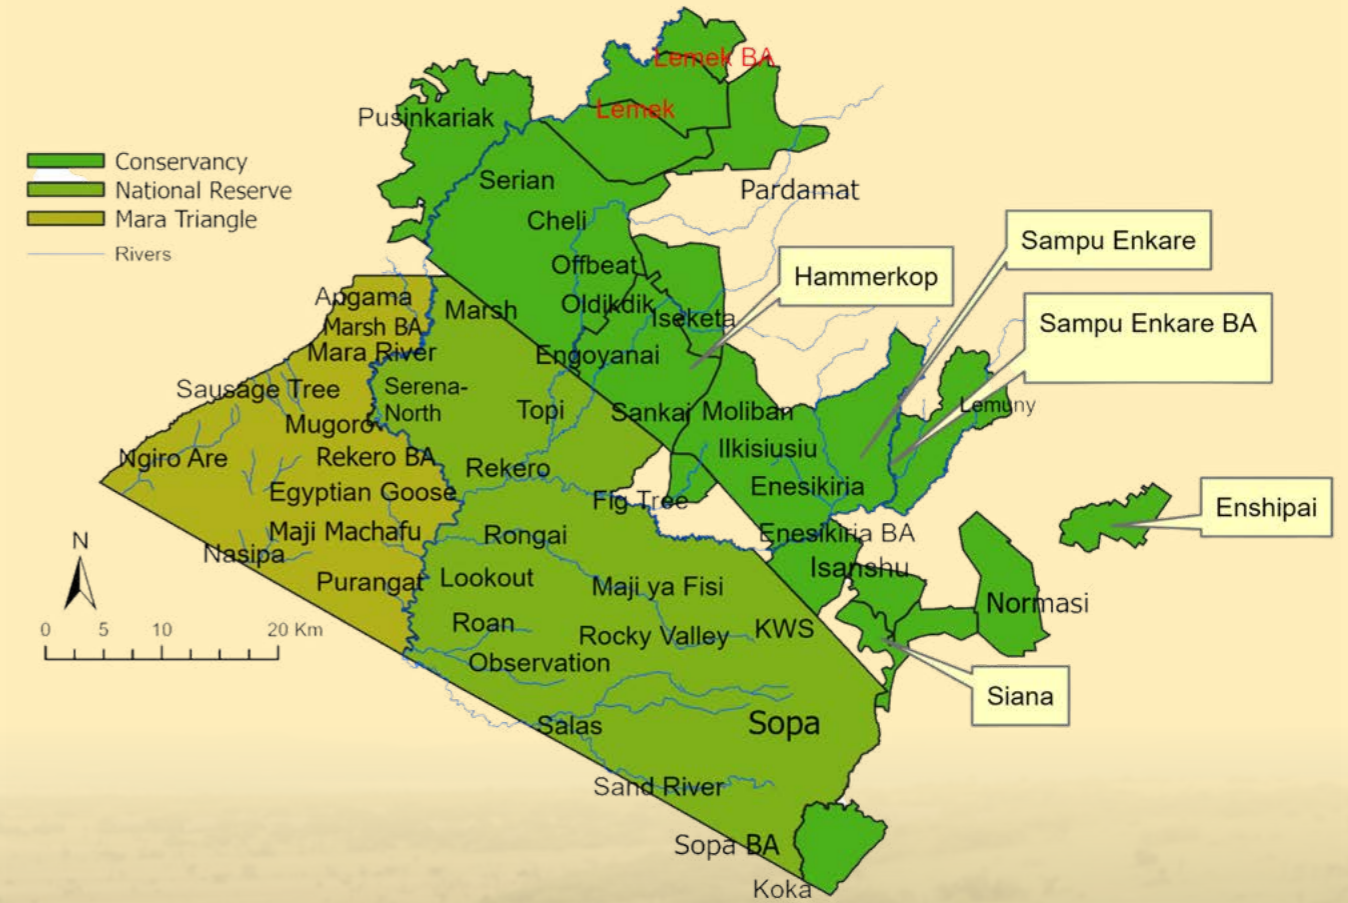 Lemek BA
Lemek
Pusinkariak
Conservancy
National Reserve
Mara Triangle
Rivers
Serian
Cheli
Pardamat
Sampu Enkare
Hammerkop
Sampu Enkare BA
Offbeat
Oldikdik
Iseketa
Angama
Marsh BA
Mara River
Marsh
Engoyanai
Sausage Tree
Serena-
North
Mugoro
Topi
Sankai
Moliban
Lemuny
Ngiro Are
Rekero BA
Rekero
Ilkisiusiu
Egyptian Goose
Fig Tree
Enesikiria
Enshipai
Maji Machafu
Nasipa
Rongai
Enesikiria BA
Isanshu
Purangat
Lookout
Maji ya Fisi
Normasi
Roan
Rocky Valley
KWS
Observation
Siana
Salas
Sopa
Sand River
Sopa BA
Koka
N
0 5 10 20 Km